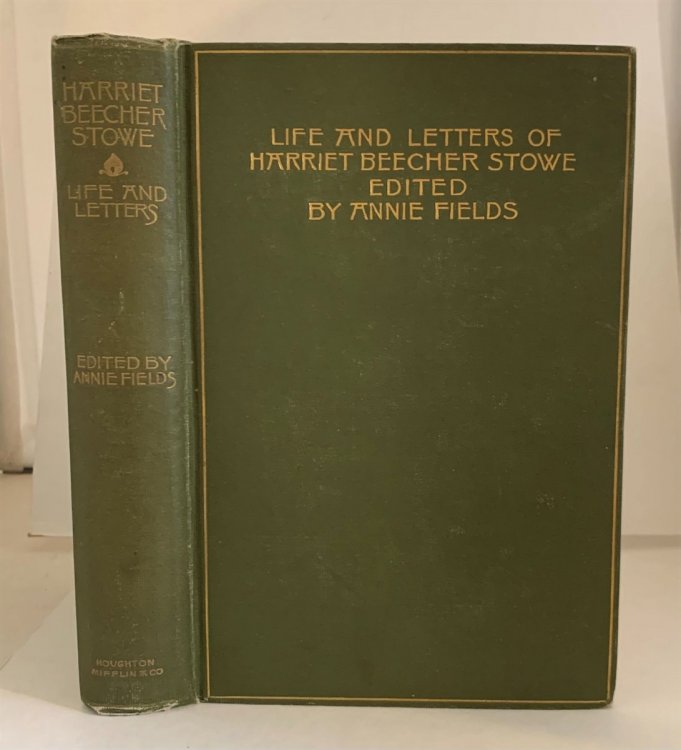 HARRIET
BEECHER
STOWE
LIFE AND
LETTERS
EDITED BY
ANNIE FIELDS
HOUGHTON
MIFFLIN & CO
LIFE AND LETTERS OF
HARRIET BEECHER STOWE
EDITED
BY ANNIE FIELDS